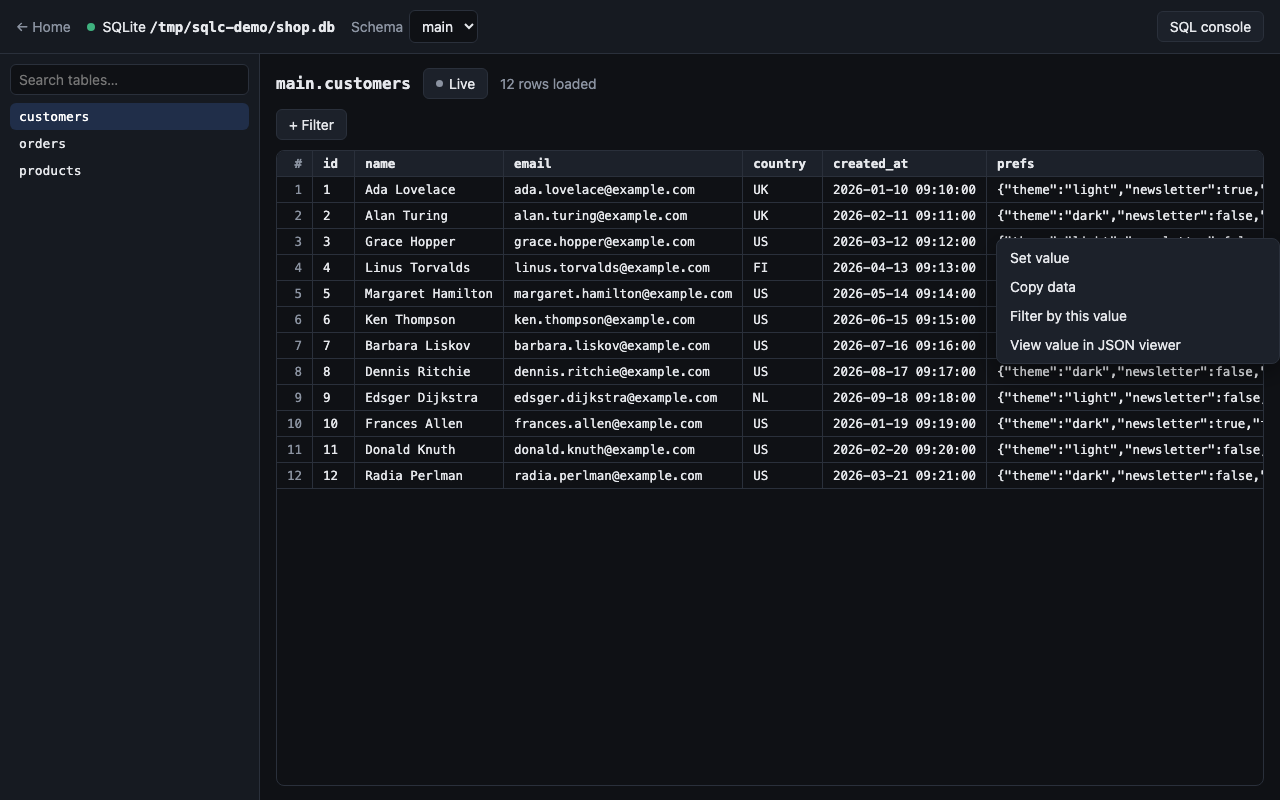 ← Home SQLite /tmp/sqlc-demo/shop.db Schema main SQL console
Search tables...
customers
orders
products
main.customers Live 12 rows loaded
+ Filter
# id name email country created_at prefs
1 1 Ada Lovelace ada.lovelace@example.com UK 2026-01-10 09:10:00 {"theme":"light","newsletter":true,"
2 2 Alan Turing alan.turing@example.com UK 2026-02-11 09:11:00 {"theme":"dark","newsletter":false,"
3 3 Grace Hopper grace.hopper@example.com US 2026-03-12 09:12:00
4 4 Linus Torvalds linus.torvalds@example.com FI 2026-04-13 09:13:00
5 5 Margaret Hamilton margaret.hamilton@example.com US 2026-05-14 09:14:00
6 6 Ken Thompson ken.thompson@example.com US 2026-06-15 09:15:00
7 7 Barbara Liskov barbara.liskov@example.com US 2026-07-16 09:16:00
8 8 Dennis Ritchie dennis.ritchie@example.com US 2026-08-17 09:17:00 {"theme":"dark","newsletter":false,"
9 9 Edsger Dijkstra edsger.dijkstra@example.com NL 2026-09-18 09:18:00 {"theme":"light","newsletter":false,
10 10 Frances Allen frances.allen@example.com US 2026-01-19 09:19:00 {"theme":"dark","newsletter":true,"
11 11 Donald Knuth donald.knuth@example.com US 2026-02-20 09:20:00 {"theme":"light","newsletter":false,
12 12 Radia Perlman radia.perlman@example.com US 2026-03-21 09:21:00 {"theme":"dark","newsletter":false,"
Set value
Copy data
Filter by this value
View value in JSON viewer